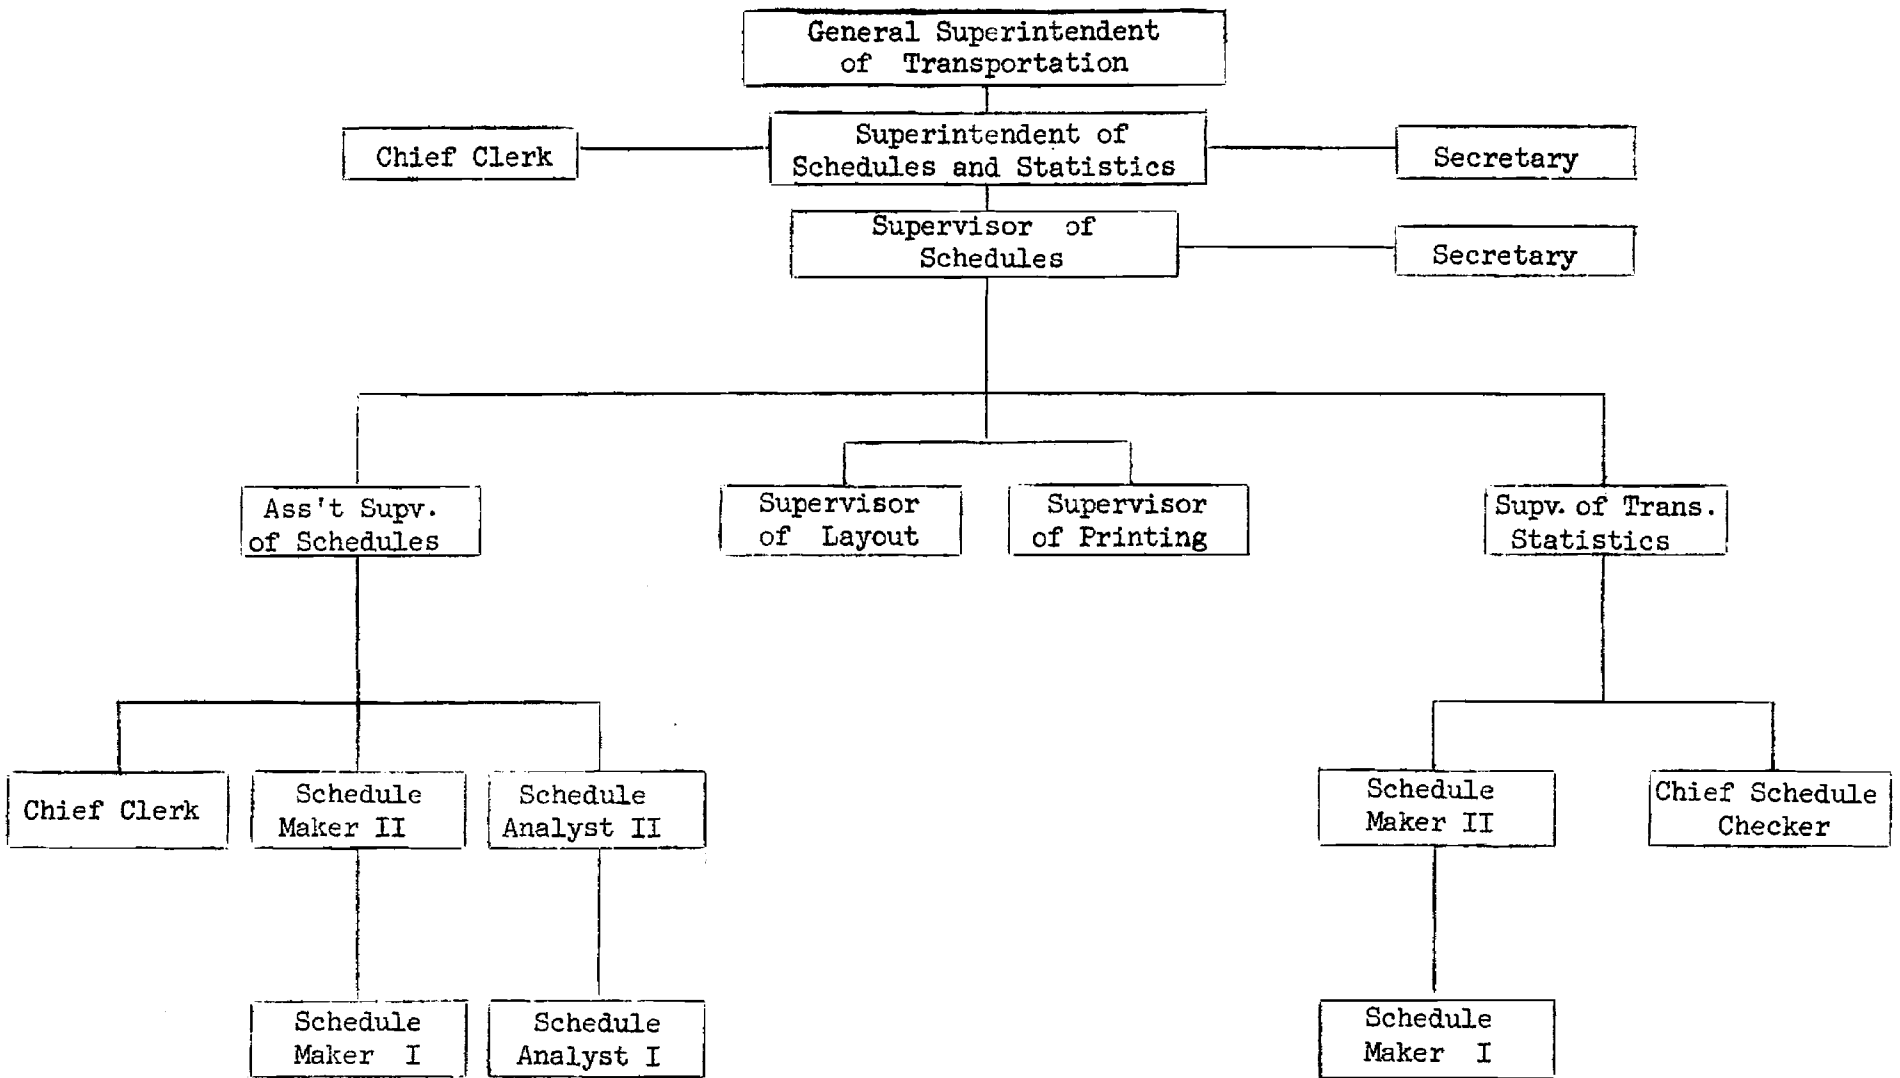 General Superintendent
of Transportation
Chief Clerk
Superintendent of
Schedules and Statistics
Secretary
Supervisor of
Schedules
Secretary
Ass't Supv.
of Schedules
Supervisor
of Layout
Supervisor
of Printing
Supv. of Trans.
Statistics
Chief Clerk
Schedule
Maker II
Schedule
Analyst II
Schedule
Maker II
Chief Schedule
Checker
Schedule
Maker I
Schedule
Analyst I
Schedule
Maker I